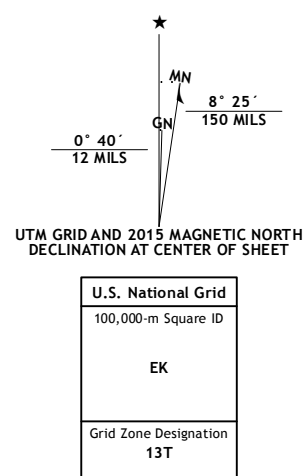 ★
MN
GN
8° 25´
150 MILS
0° 40´
12 MILS
UTM GRID AND 2015 MAGNETIC NORTH
DECLINATION AT CENTER OF SHEET
U.S. National Grid
100,000-m Square ID
EK
Grid Zone Designation
13T